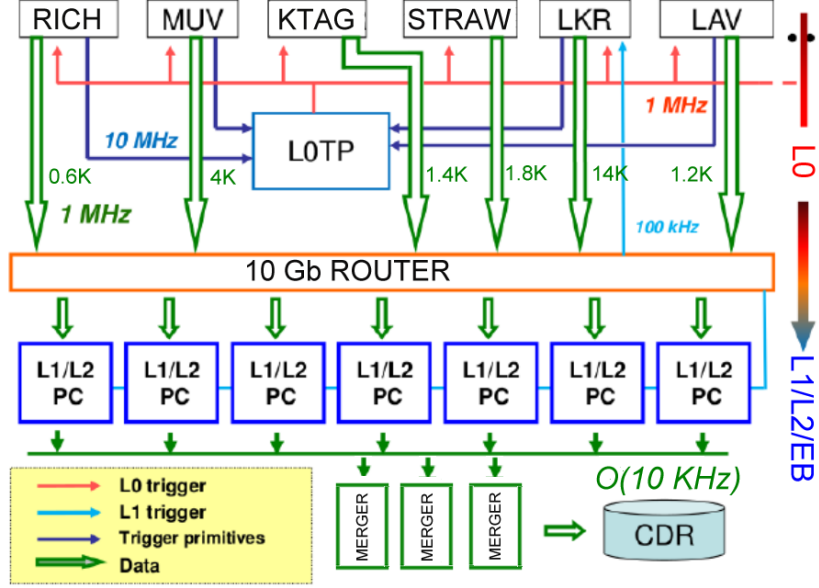 RICH MUV KTAG STRAW LKR LAV
1 MHz
10 MHz L0TP
L0
0.6K 4K 1.4K 1.8K 14K 1.2K
1 MHz
100 kHz
10 Gb ROUTER
L1/L2 L1/L2 L1/L2 L1/L2 L1/L2 L1/L2 L1/L2
PC PC PC PC PC PC PC
L1/L2/EB
O(10 KHz)
L0 trigger
L1 trigger
Trigger primitives
Data
MERGER MERGER MERGER
CDR